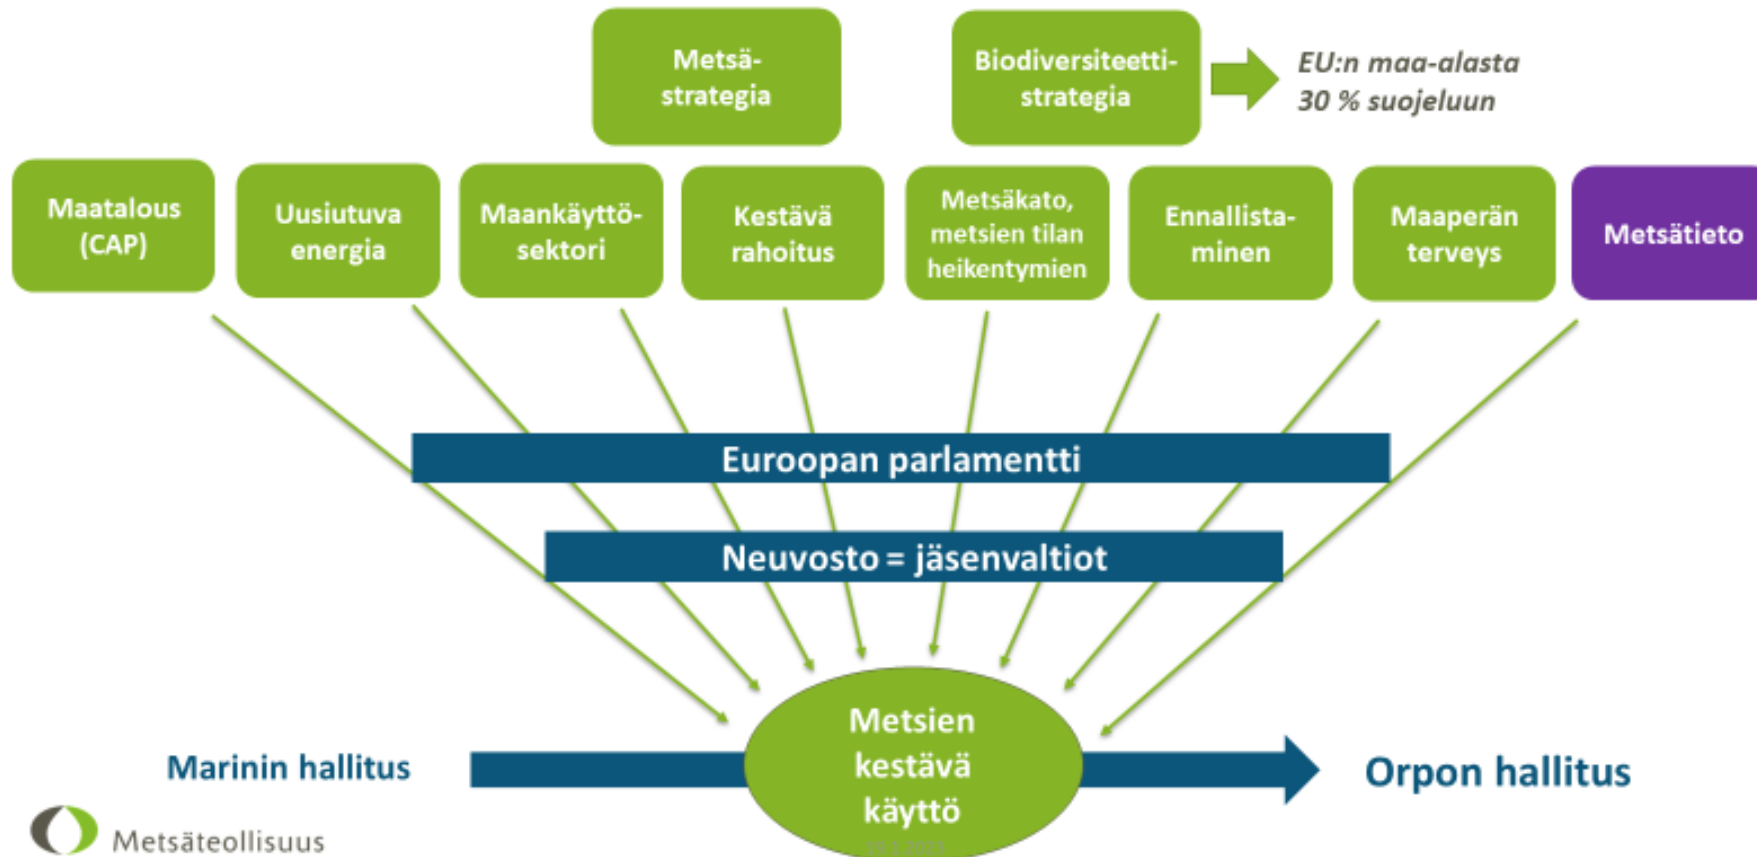 Metsä-
strategia
Biodiversiteetti-
strategia
EU:n maa-alasta
30 % suojeluun
Maatalous
(CAP)
Uusiutuva
energia
Maankäyttö-
sektori
Kestävä
rahoitus
Metsäkato,
metsien tilan
heikentymien
Ennallista-
minen
Maaperän
terveys
Metsätieto
Euroopan parlamentti
Neuvosto = jäsenvaltiot
Metsien
kestävä
käyttö
Marinin hallitus
Orpon hallitus
Metsäteollisuus